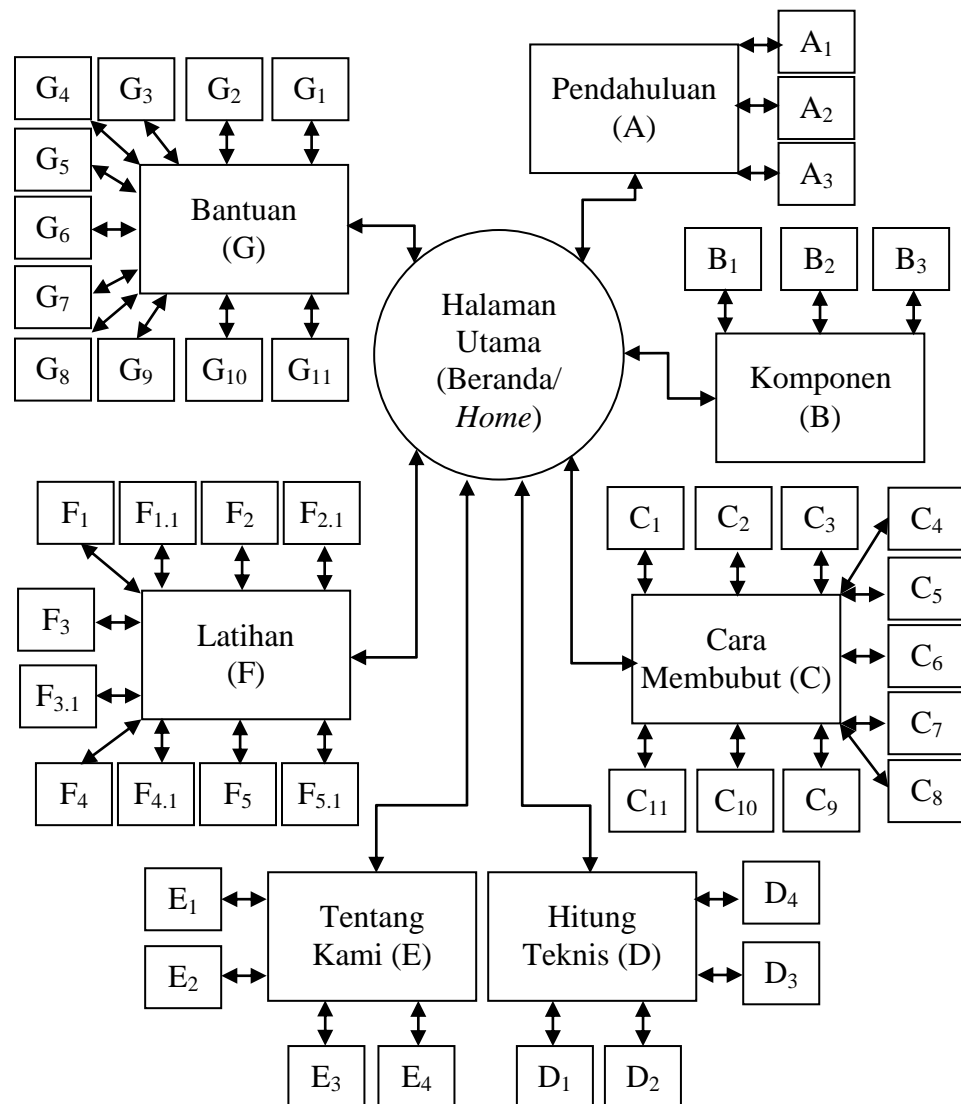 A₁
Pendahuluan
(A)
A₂
A₃
G₄
G₃
G₂
G₁
G₅
G₆
G₇
G₈
G₉
G₁₀
G₁₁
Bantuan
(G)
Halaman
Utama
(Beranda/
Home)
B₁
B₂
B₃
Komponen
(B)
F₁
F₁.₁
F₂
F₂.₁
F₃
F₃.₁
Latihan
(F)
F₄
F₄.₁
F₅
F₅.₁
C₁
C₂
C₃
C₄
C₅
C₆
C₇
C₈
Cara
Membubut (C)
C₁₁
C₁₀
C₉
E₁
E₂
Tentang
Kami (E)
E₃
E₄
Hitung
Teknis (D)
D₄
D₃
D₁
D₂